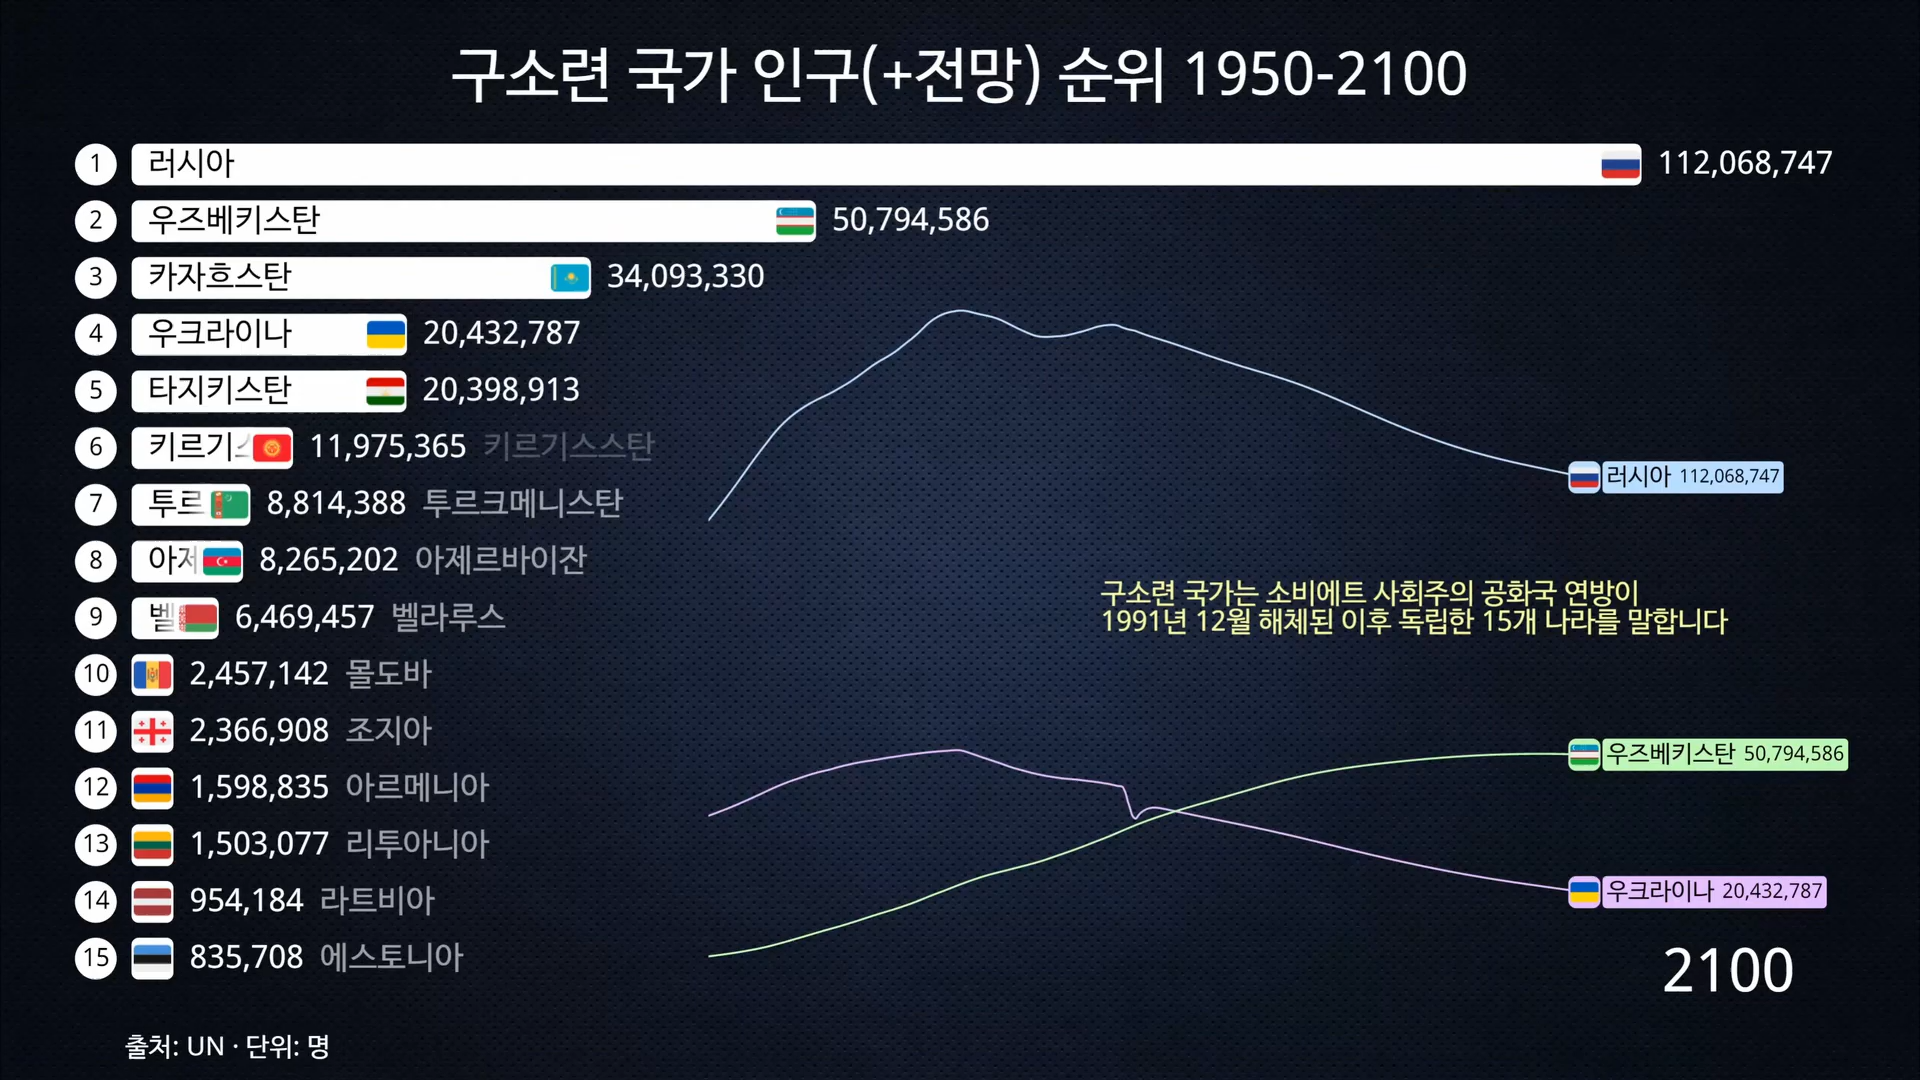 구소련 국가 인구(+전망) 순위 1950-2100
1 러시아 112,068,747
2 우즈베키스탄 50,794,586
3 카자흐스탄 34,093,330
4 우크라이나 20,432,787
5 타지키스탄 20,398,913
6 키르기스 11,975,365 키르기스스탄
7 투르 8,814,388 투르크메니스탄
8 아제 8,265,202 아제르바이잔
9 벨 6,469,457 벨라루스
10 2,457,142 몰도바
11 2,366,908 조지아
12 1,598,835 아르메니아
13 1,503,077 리투아니아
14 954,184 라트비아
15 835,708 에스토니아
러시아 112,068,747
구소련 국가는 소비에트 사회주의 공화국 연방이
1991년 12월 해체된 이후 독립한 15개 나라를 말합니다
우즈베키스탄 50,794,586
우크라이나 20,432,787
2100
출처: UN · 단위: 명